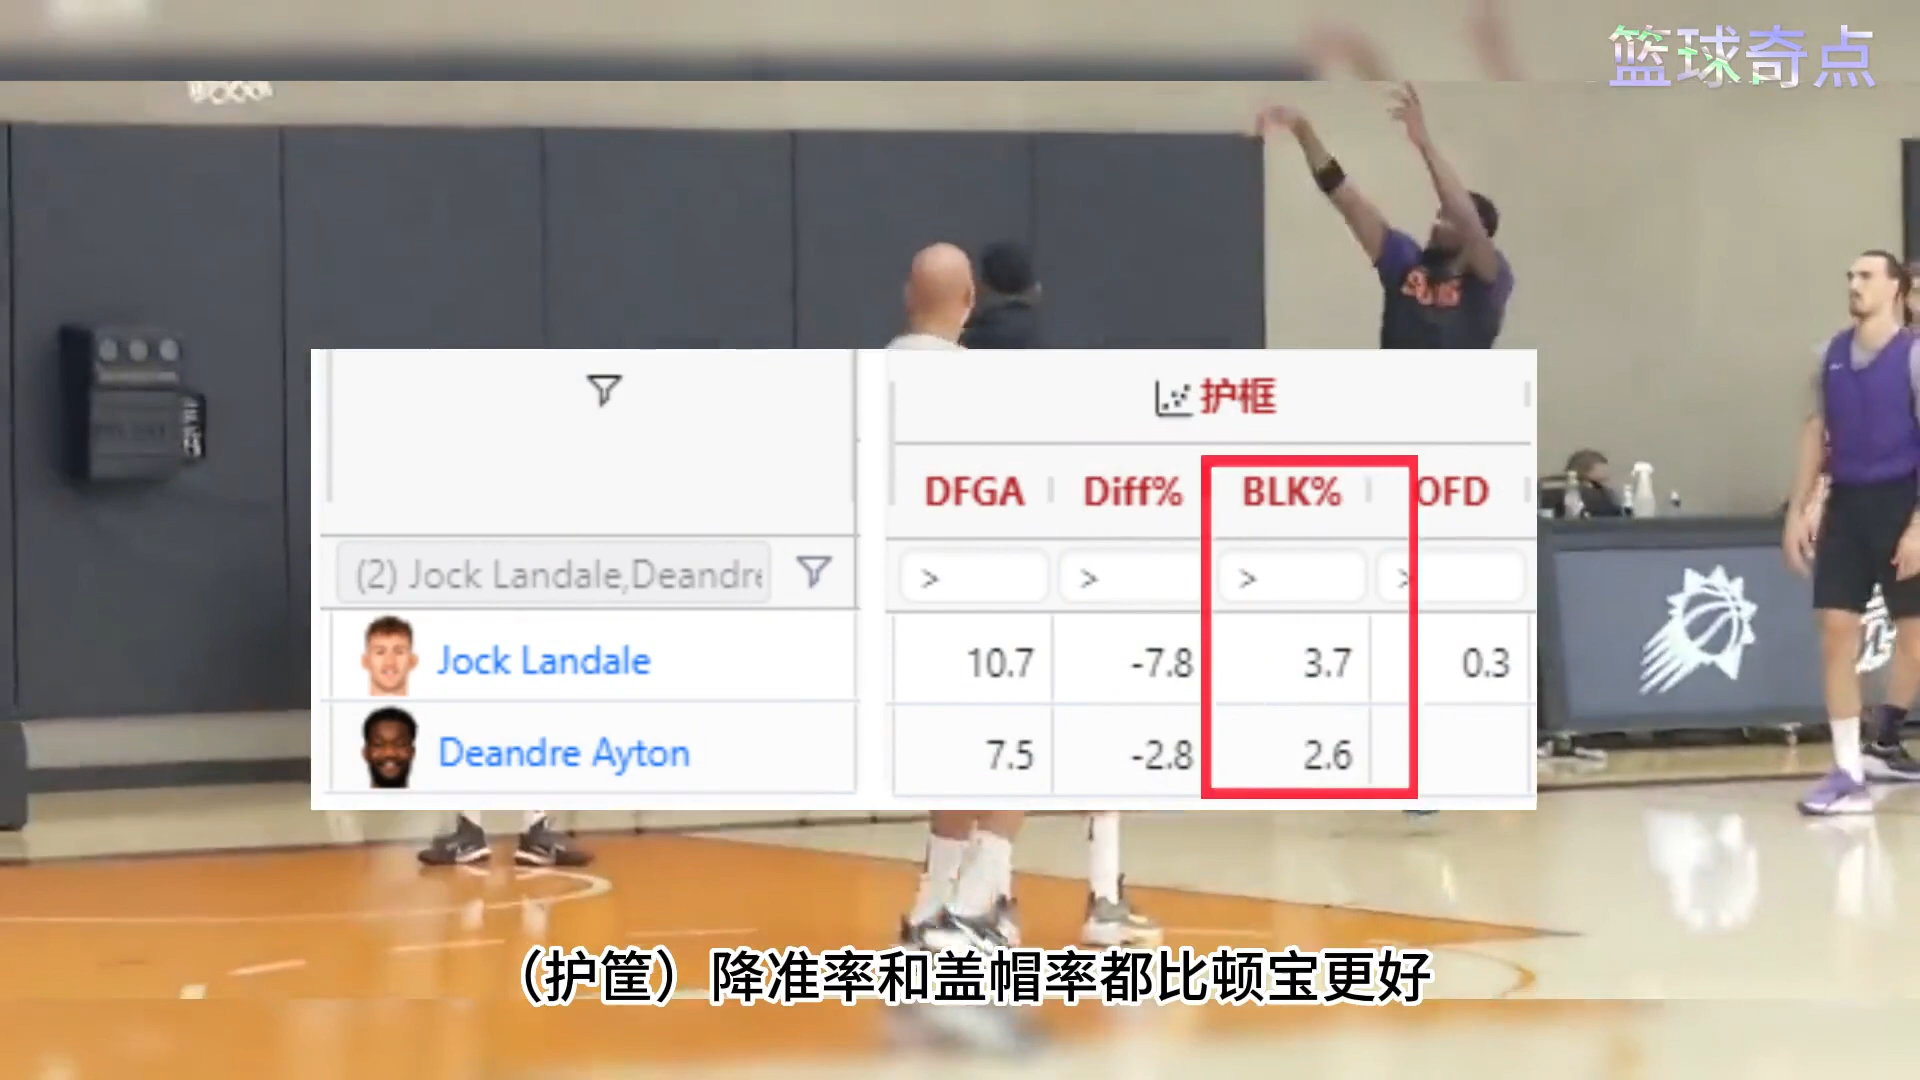 篮球奇点
护框
DFGA Diff% BLK% OFD
(2) Jock Landale,Deandre
> > > >
Jock Landale 10.7 -7.8 3.7 0.3
Deandre Ayton 7.5 -2.8 2.6
（护筐）降准率和盖帽率都比顿宝更好